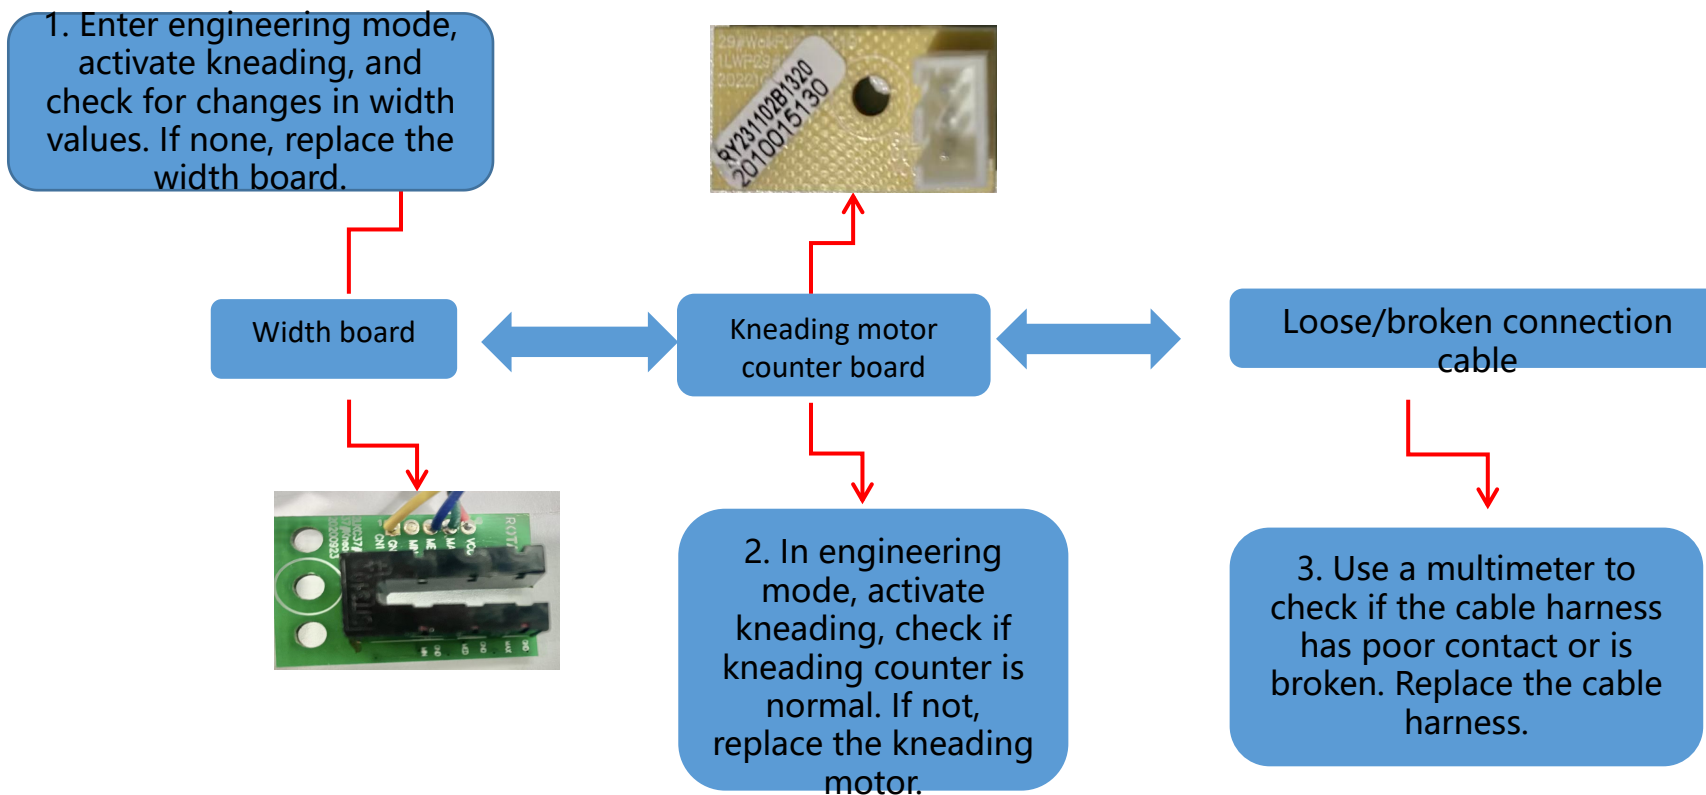 1. Enter engineering mode,
activate kneading, and
check for changes in width
values. If none, replace the
width board.
RY231102B1320
2010015130
Width board
Kneading motor
counter board
Loose/broken connection
cable
20200923
CN1
VCC
2. In engineering
mode, activate
kneading, check if
kneading counter is
normal. If not,
replace the kneading
motor.
3. Use a multimeter to
check if the cable harness
has poor contact or is
broken. Replace the cable
harness.